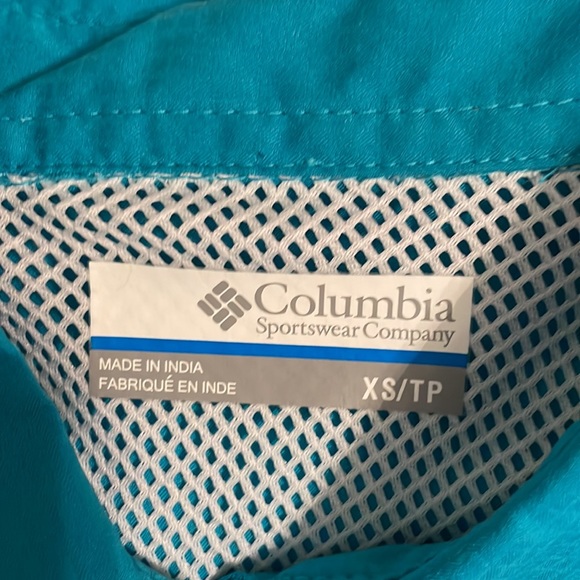 Columbia
Sportswear Company
MADE IN INDIA
FABRIQUÉ EN INDE
XS/TP